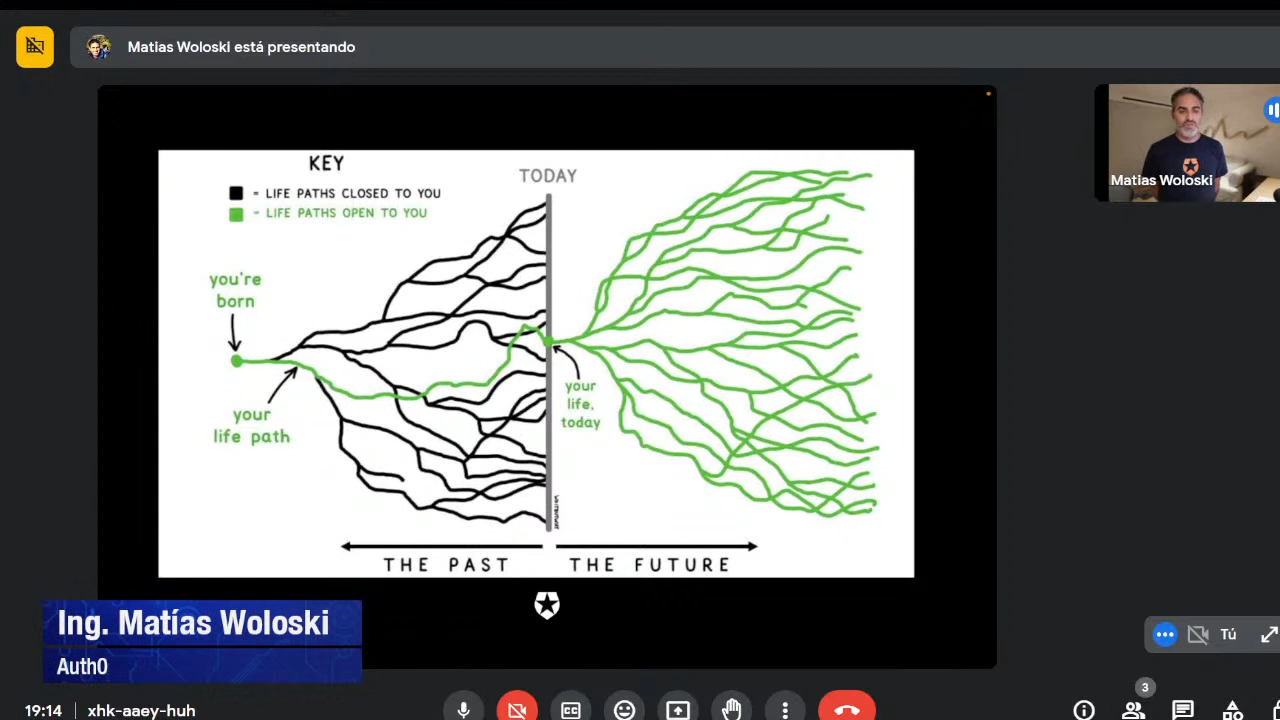 Matias Woloski está presentando
KEY
= LIFE PATHS CLOSED TO YOU
= LIFE PATHS OPEN TO YOU
TODAY
you're
born
your
life path
your
life,
today
THE PAST
THE FUTURE
Matias Woloski
Ing. Matías Woloski
Auth0
Tú
19:14 | xhk-aaey-huh
3